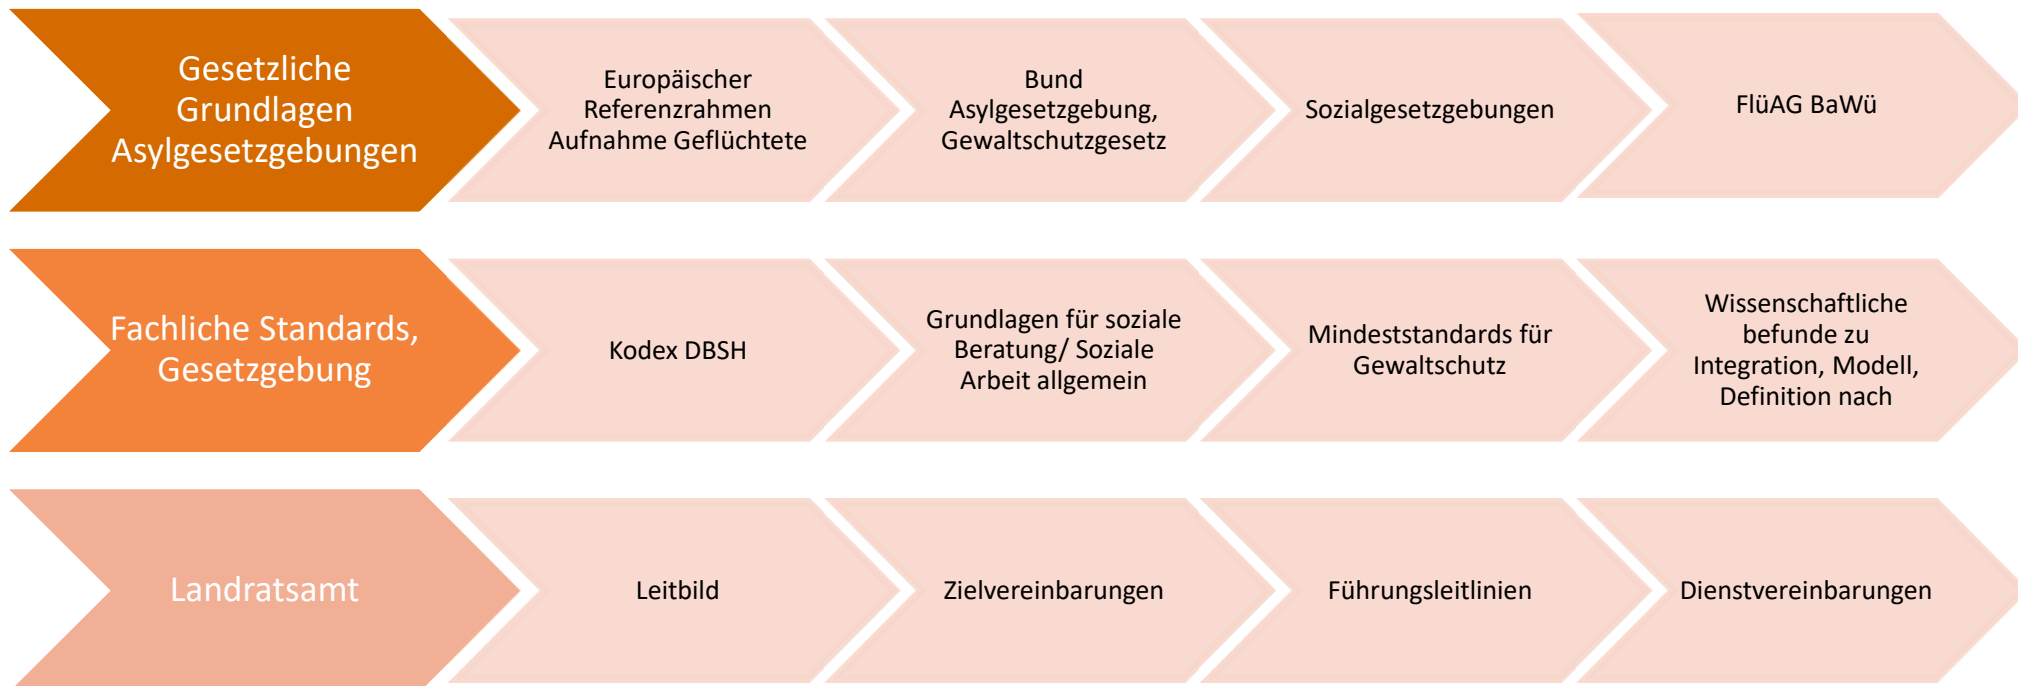 Gesetzliche
Grundlagen
Asylgesetzgebungen
Europäischer
Referenzrahmen
Aufnahme Geflüchtete
Bund
Asylgesetzgebung,
Gewaltschutzgesetz
Sozialgesetzgebungen
FlüAG BaWü
Fachliche Standards,
Gesetzgebung
Kodex DBSH
Grundlagen für soziale
Beratung/ Soziale
Arbeit allgemein
Mindeststandards für
Gewaltschutz
Wissenschaftliche
befunde zu
Integration, Modell,
Definition nach
Landratsamt
Leitbild
Zielvereinbarungen
Führungsleitlinien
Dienstvereinbarungen